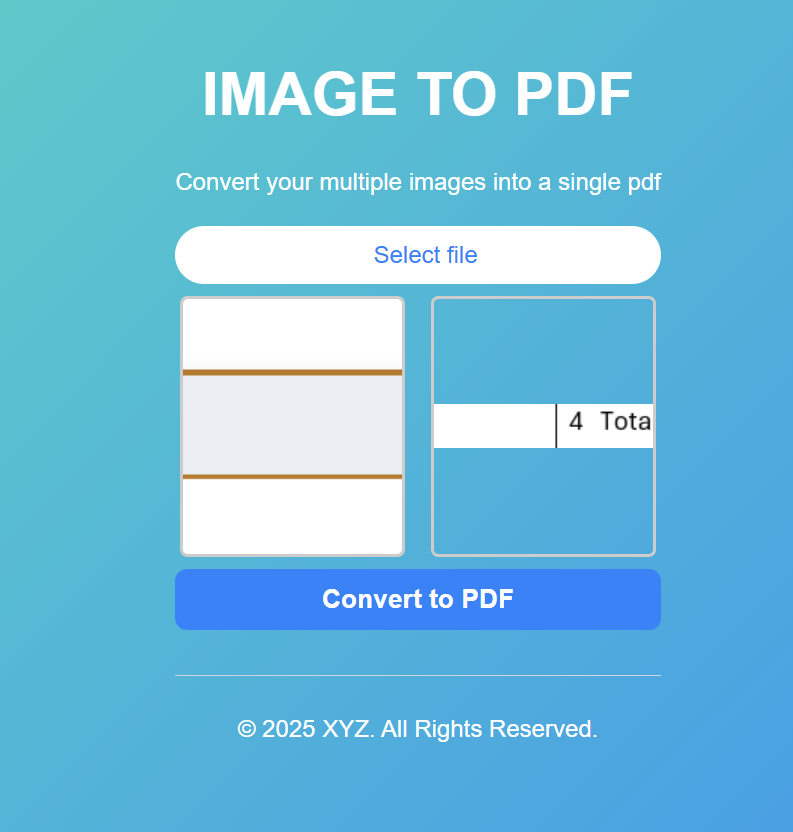 IMAGE TO PDF
Convert your multiple images into a single pdf
Select file
4 Tota
Convert to PDF
© 2025 XYZ. All Rights Reserved.